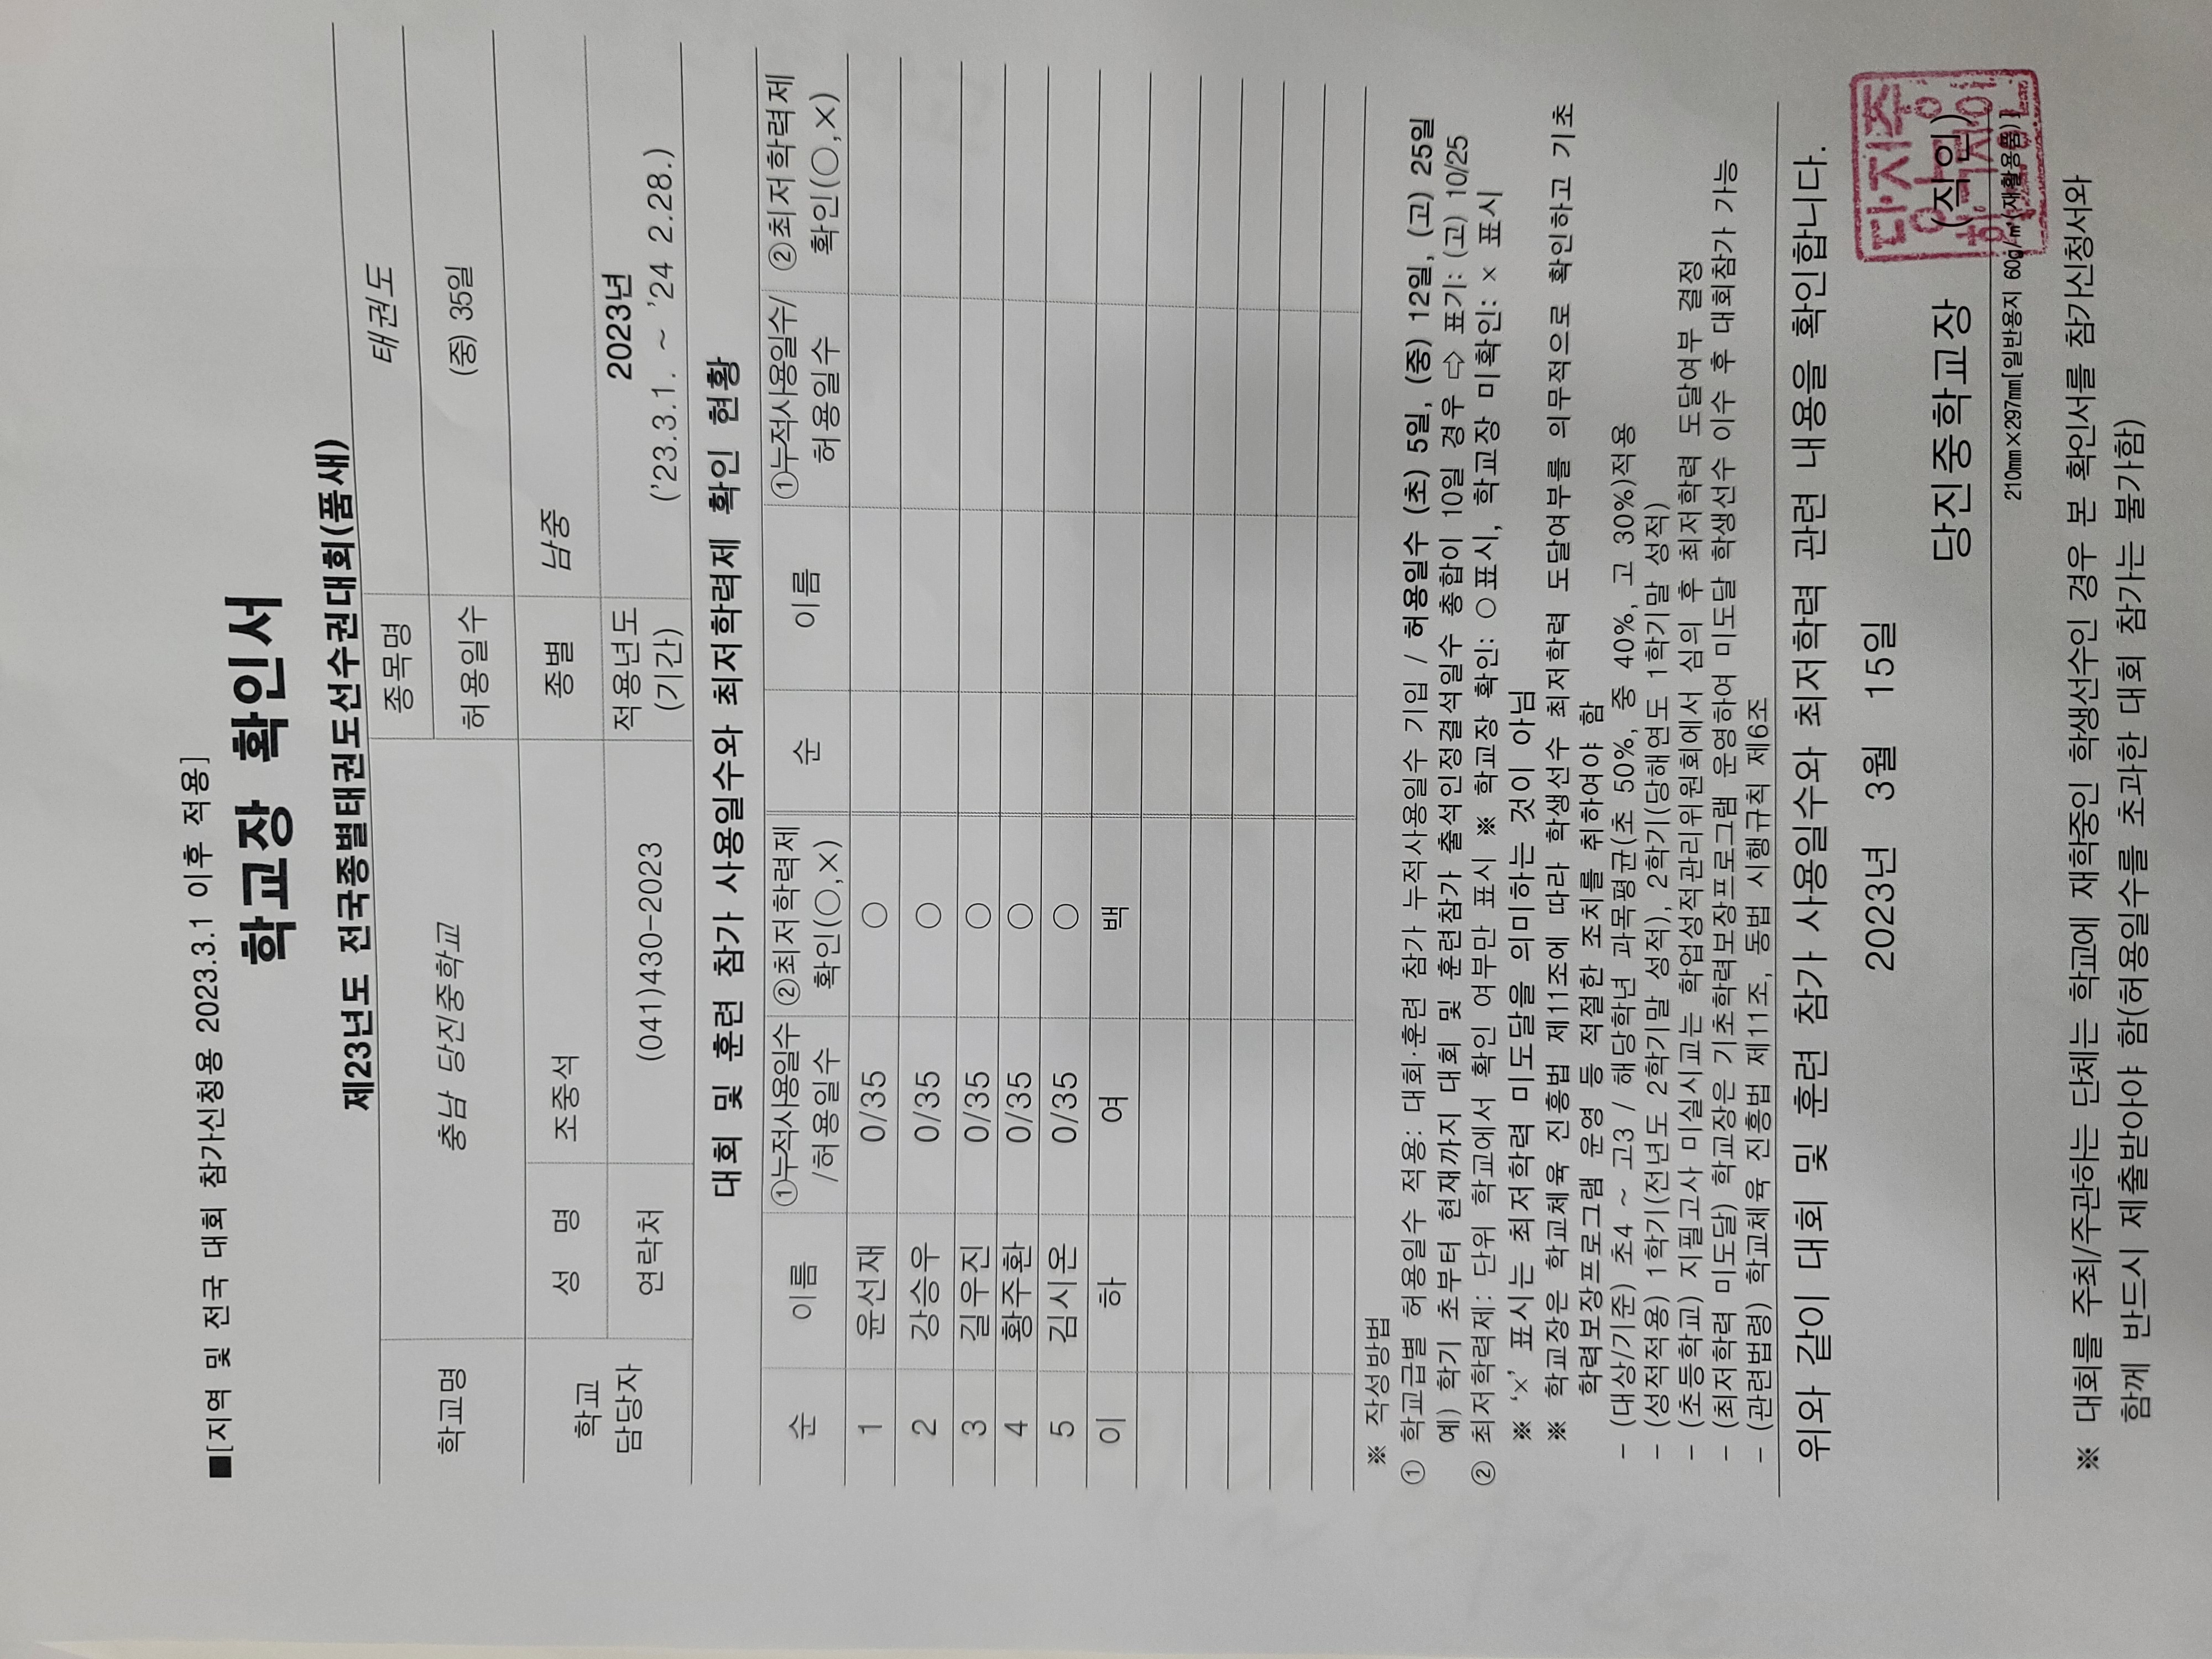 ■[지역 및 전국 대회 참가신청용 2023.3.1 이후 적용]
학교장 확인서
제23년도 전국종별태권도선수권대회(품새)
학교명 충남 당진중학교 종목명 태권도
허용일수 (중) 35일
학교 담당자 성 명 조중석 종별 남중
연락처 (041)430-2023 적용년도 (기간) 2023년 ('23.3.1. ~ '24 2.28.)
대회 및 훈련 참가 사용일수와 최저학력제 확인 현황
순 이름 ①누적사용일수 /허용일수 ②최저학력제 확인(○,×) 순 이름 ①누적사용일수/ 허용일수 ②최저학력제 확인(○,×)
1 윤선재 0/35 ○
2 강승우 0/35 ○
3 길우진 0/35 ○
4 황주환 0/35 ○
5 김시온 0/35 ○
이 하 여 백
※ 작성방법
① 학교급별 허용일수 적용: 대회·훈련 참가 누적사용일수 기입 / 허용일수 (초) 5일, (중) 12일, (고) 25일
예) 학기 초부터 현재까지 대회 및 훈련참가 출석인정결석일수 총합이 10일 경우 ⇨ 표기: (고) 10/25
② 최저학력제: 단위 학교에서 확인 여부만 표시 ※ 학교장 확인: ○표시, 학교장 미확인: × 표시
※ '×' 표시는 최저학력 미도달을 의미하는 것이 아님
※ 학교장은 학교체육 진흥법 제11조에 따라 학생선수 최저학력 도달여부를 의무적으로 확인하고 기초
학력보장프로그램 운영 등 적절한 조치를 취하여야 함
- (대상/기준) 초4 ~ 고3 / 해당학년 과목평균(초 50%, 중 40%, 고 30%)적용
- (성적적용) 1학기(전년도 2학기말 성적), 2학기(당해연도 1학기말 성적)
- (초등학교) 지필고사 미실시교는 학업성적관리위원회에서 심의 후 최저학력 도달여부 결정
- (최저학력 미도달) 학교장은 기초학력보장프로그램 운영하여 미도달 학생선수 이수 후 대회참가 가능
- (관련법령) 학교체육 진흥법 제11조, 동법 시행규칙 제6조
위와 같이 대회 및 훈련 참가 사용일수와 최저학력 관련 내용을 확인합니다.
2023년 3월 15일
당진중학교장 (직인)
210㎜×297㎜[일반용지 60g/㎡(재활용품)]
※ 대회를 주최/주관하는 단체는 학교에 재학중인 학생선수인 경우 본 확인서를 참가신청서와
함께 반드시 제출받아야 함(허용일수를 초과한 대회 참가는 불가함)